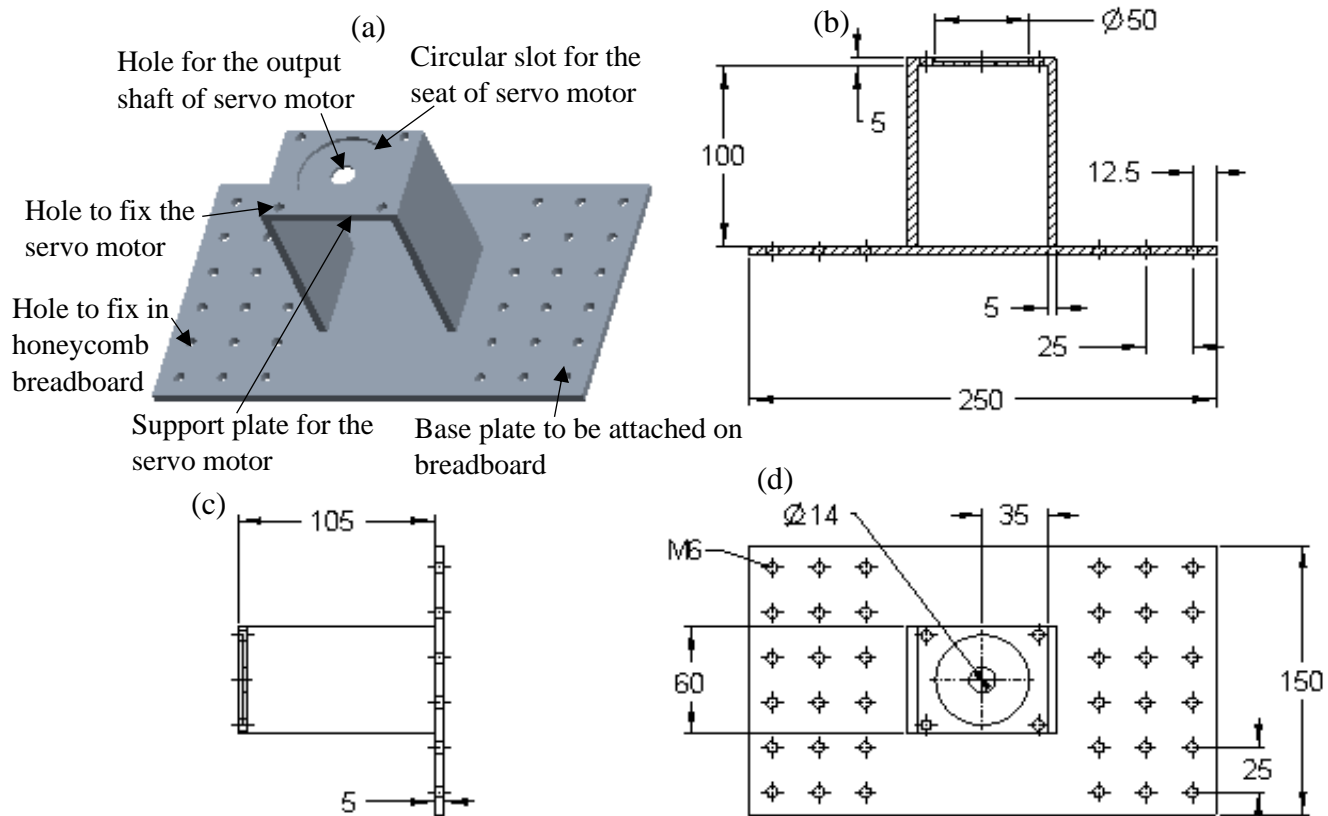 (a)
Hole for the output
shaft of servo motor
Circular slot for the
seat of servo motor
Hole to fix the
servo motor
Hole to fix in
honeycomb
breadboard
Support plate for the
servo motor
Base plate to be attached on
breadboard
(b)
Ø50
5
100
12.5
5
25
250
(c)
105
5
(d)
Ø14
35
M6
60
150
25